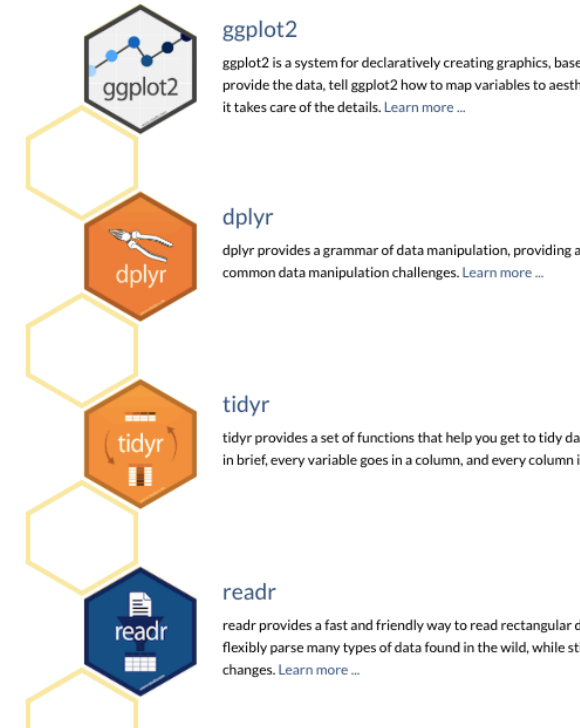 ggplot2
ggplot2
ggplot2 is a system for declaratively creating graphics, base
provide the data, tell ggplot2 how to map variables to aesth
it takes care of the details. Learn more ...
dplyr
dplyr
dplyr provides a grammar of data manipulation, providing a
common data manipulation challenges. Learn more ...
tidyr
tidyr
tidyr provides a set of functions that help you get to tidy da
in brief, every variable goes in a column, and every column i
readr
readr
readr provides a fast and friendly way to read rectangular d
flexibly parse many types of data found in the wild, while sti
changes. Learn more ...